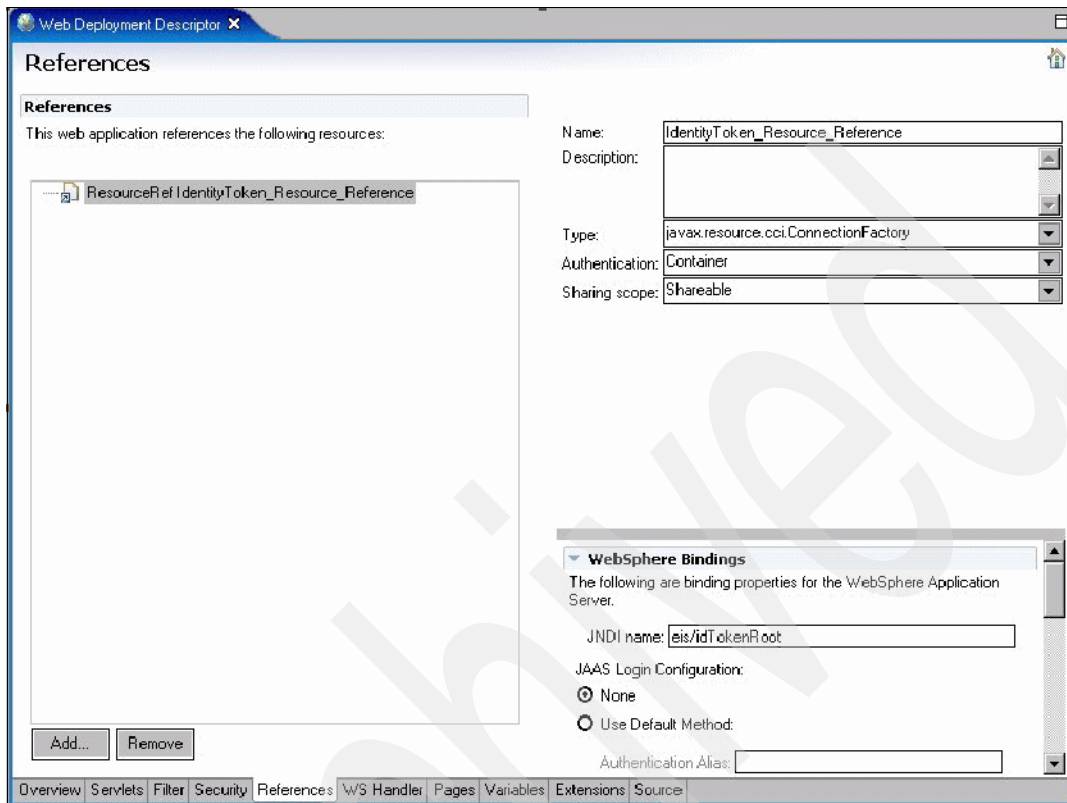 Web Deployment Descriptor
References
References
This web application references the following resources:
ResourceRef IdentityToken_Resource_Reference
Add...
Remove
Name: IdentityToken_Resource_Reference
Description:
Type: javax.resource.cci.ConnectionFactory
Authentication: Container
Sharing scope: Shareable
WebSphere Bindings
The following are binding properties for the WebSphere Application
Server.
JNDI name: eis/idTokenRoot
JAAS Login Configuration:
None
Use Default Method:
Authentication Alias:
Overview Servlets Filter Security References WS Handler Pages Variables Extensions Source